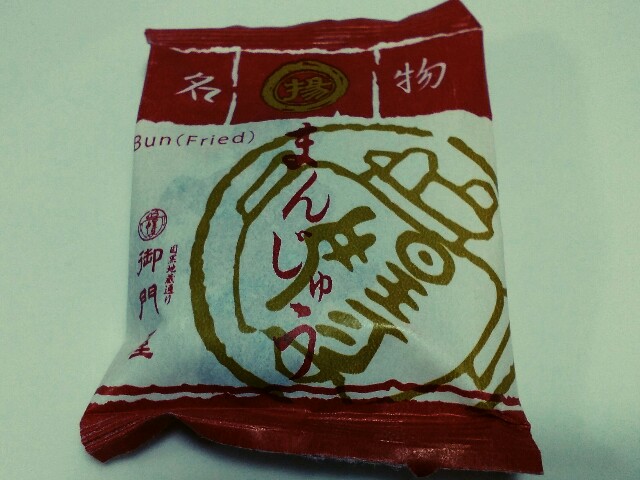 名 揚 物
Bun (Fried)
まんじゅう
御門屋